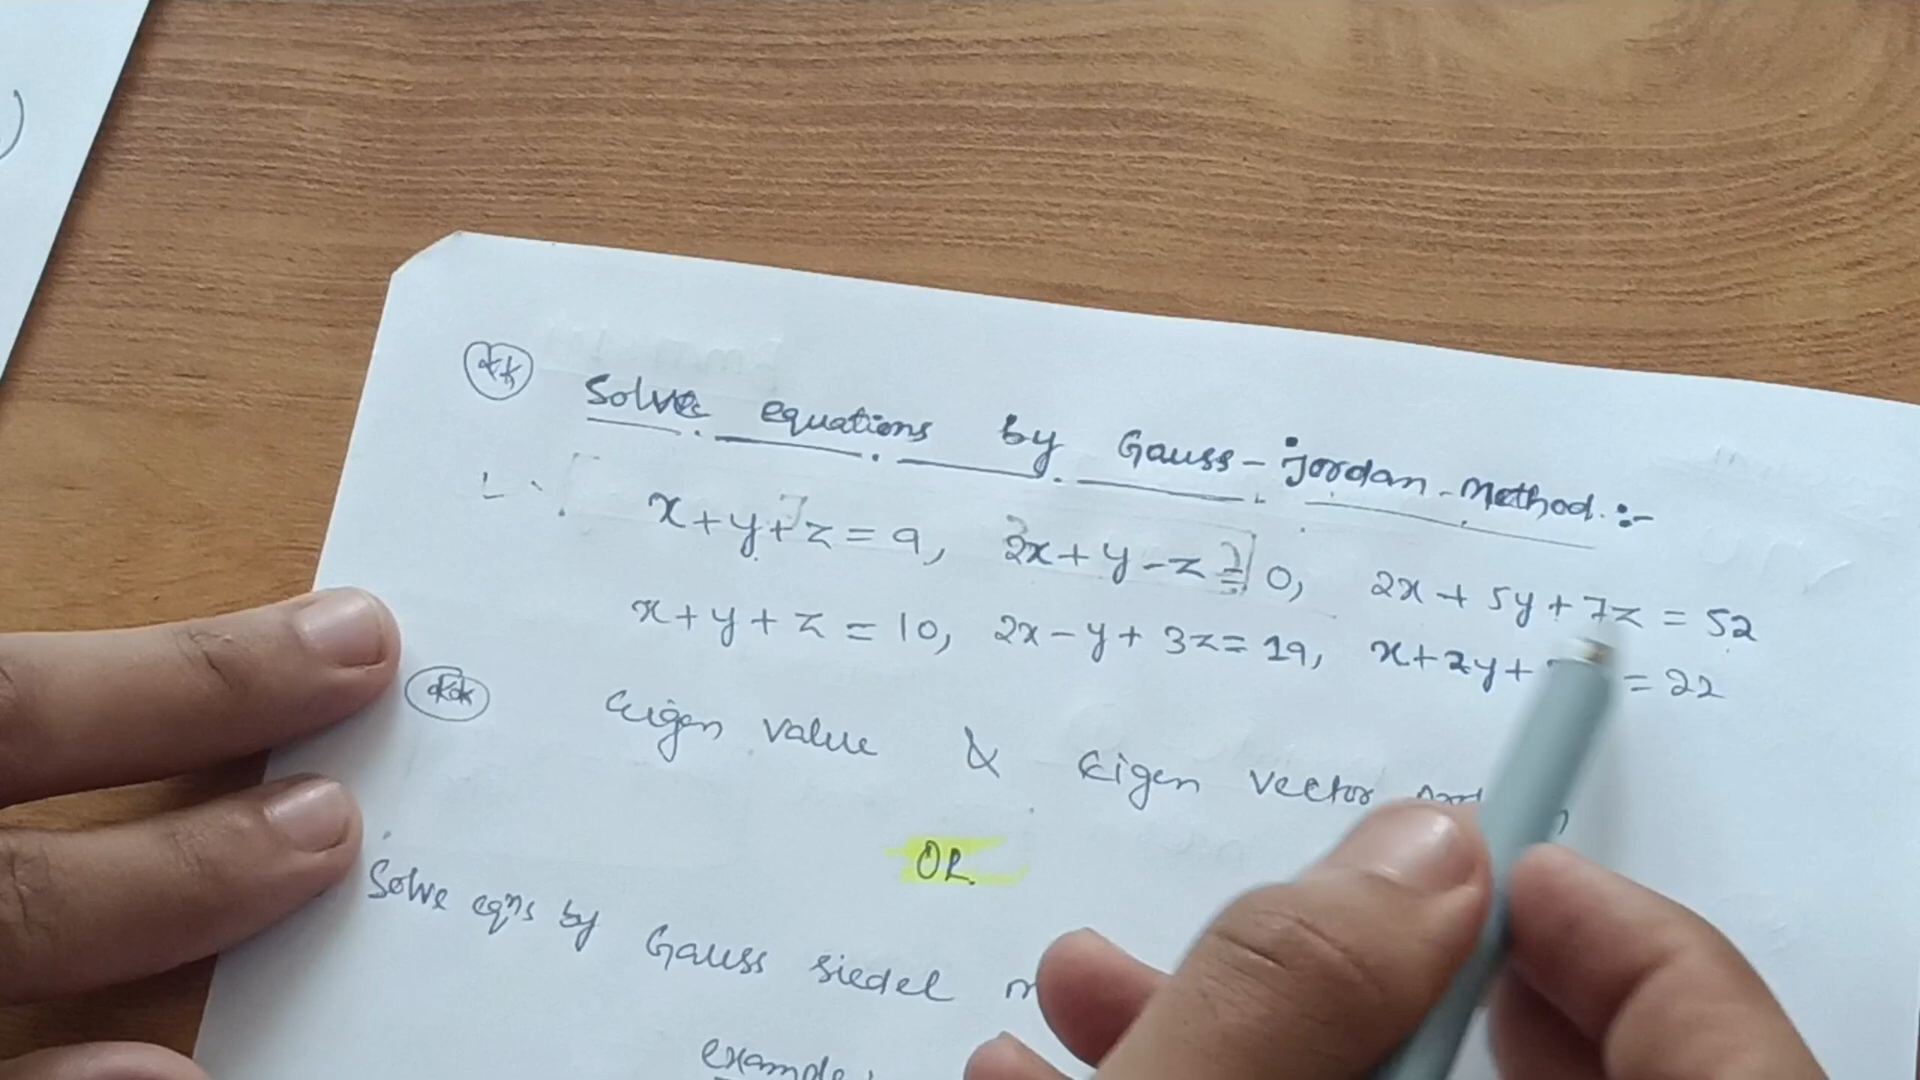 Solve equations by Gauss-jordan-Method.:-
x+y+z=9, 2x+y-z=0, 2x+5y+7z=52
x+y+z=10, 2x-y+3z=19, x+2y+ =22
Eigen value & Eigen vector
OR
Solve eqns by Gauss siedel
example: